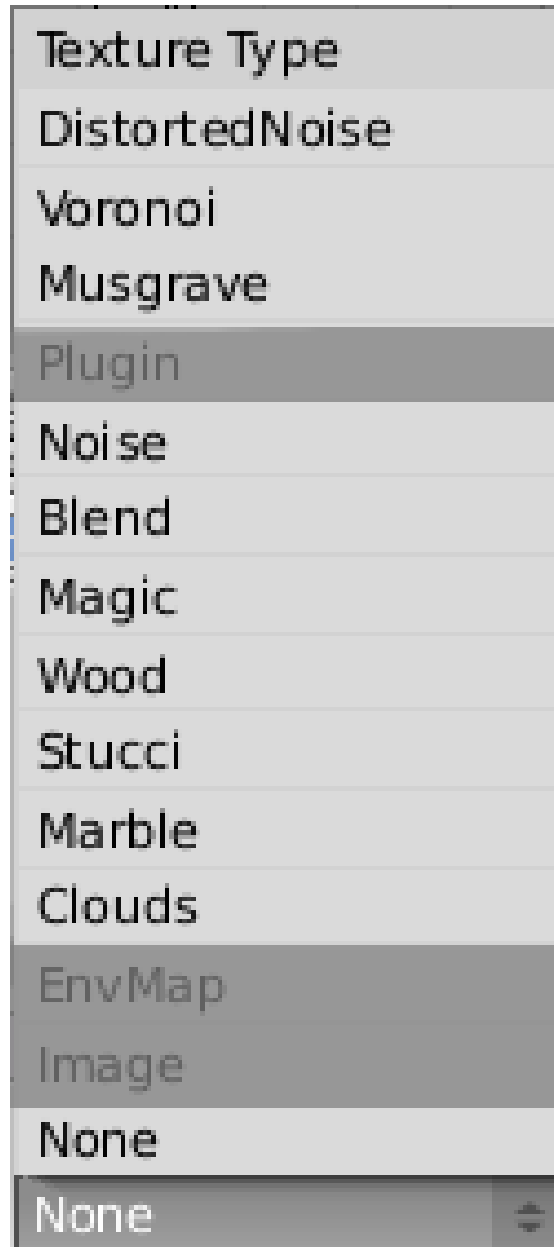 Texture Type
DistortedNoise
Voronoi
Musgrave
Plugin
Noise
Blend
Magic
Wood
Stucci
Marble
Clouds
EnvMap
Image
None
None